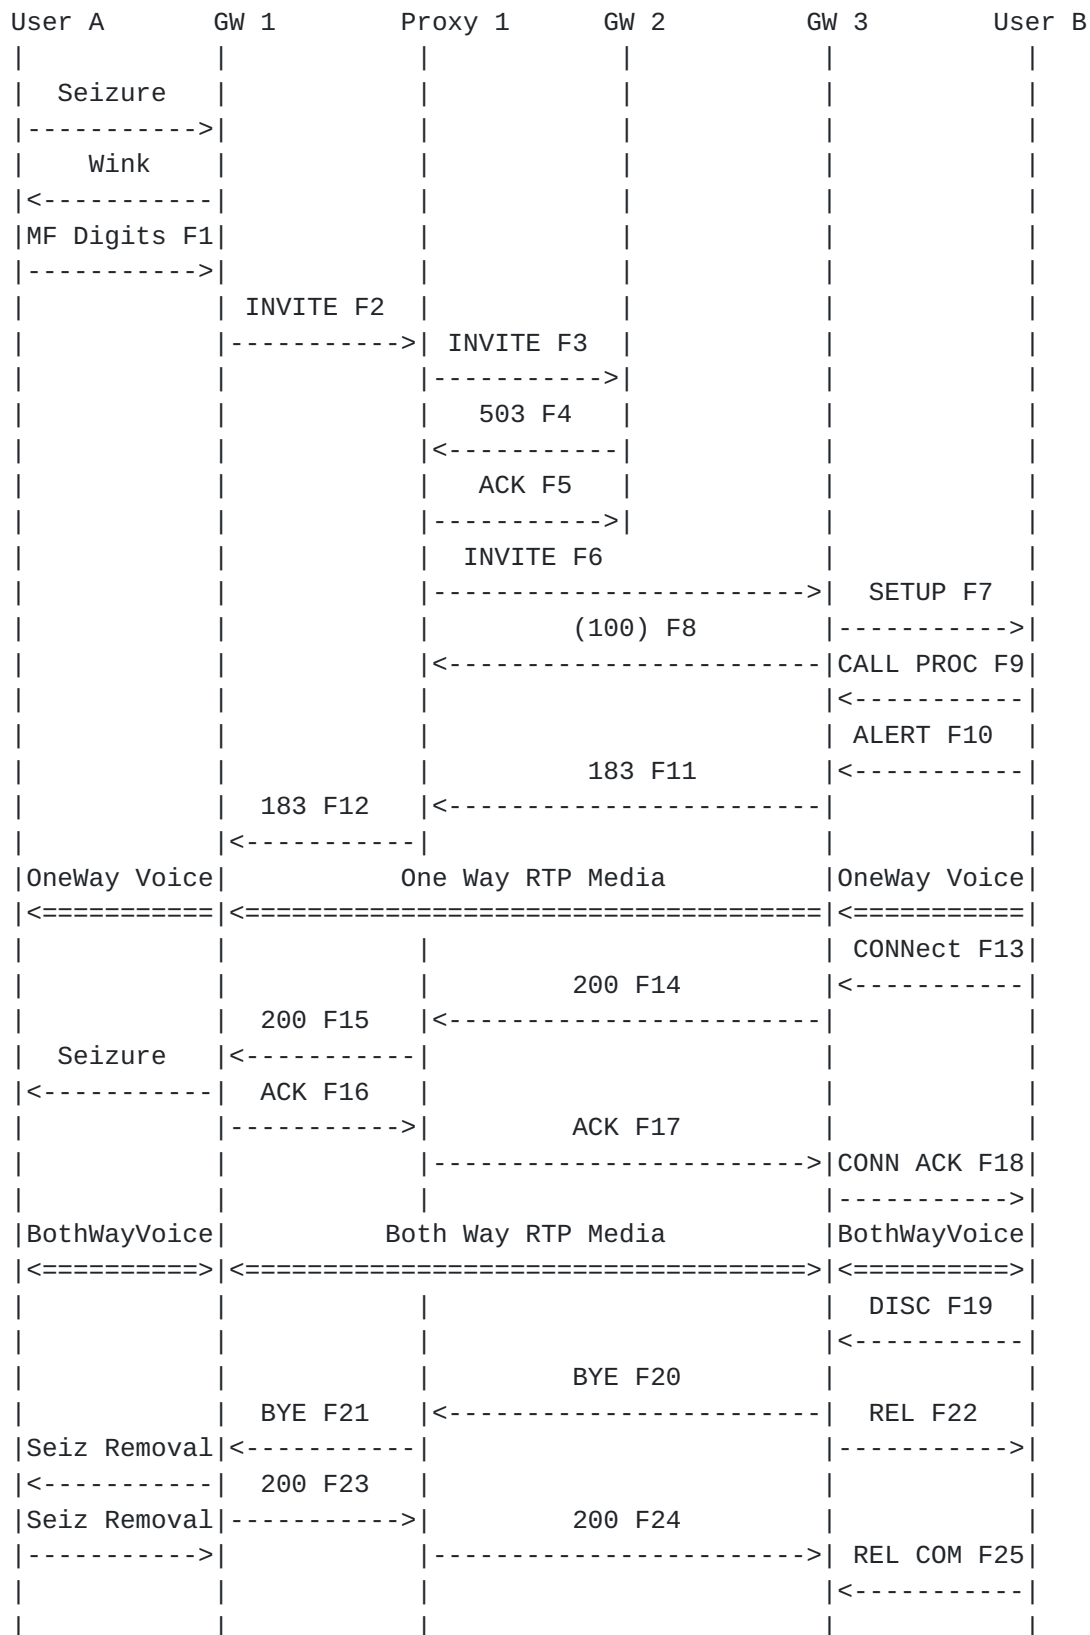 User A GW 1 Proxy 1 GW 2 GW 3 User B
Seizure
Wink
MF Digits F1
INVITE F2
INVITE F3
503 F4
ACK F5
INVITE F6
SETUP F7
(100) F8
CALL PROC F9
ALERT F10
183 F11
183 F12
OneWay Voice One Way RTP Media OneWay Voice
CONNect F13
200 F14
200 F15
Seizure
ACK F16
ACK F17
CONN ACK F18
BothWayVoice Both Way RTP Media BothWayVoice
DISC F19
BYE F20
BYE F21 REL F22
Seiz Removal
200 F23
Seiz Removal 200 F24
REL COM F25